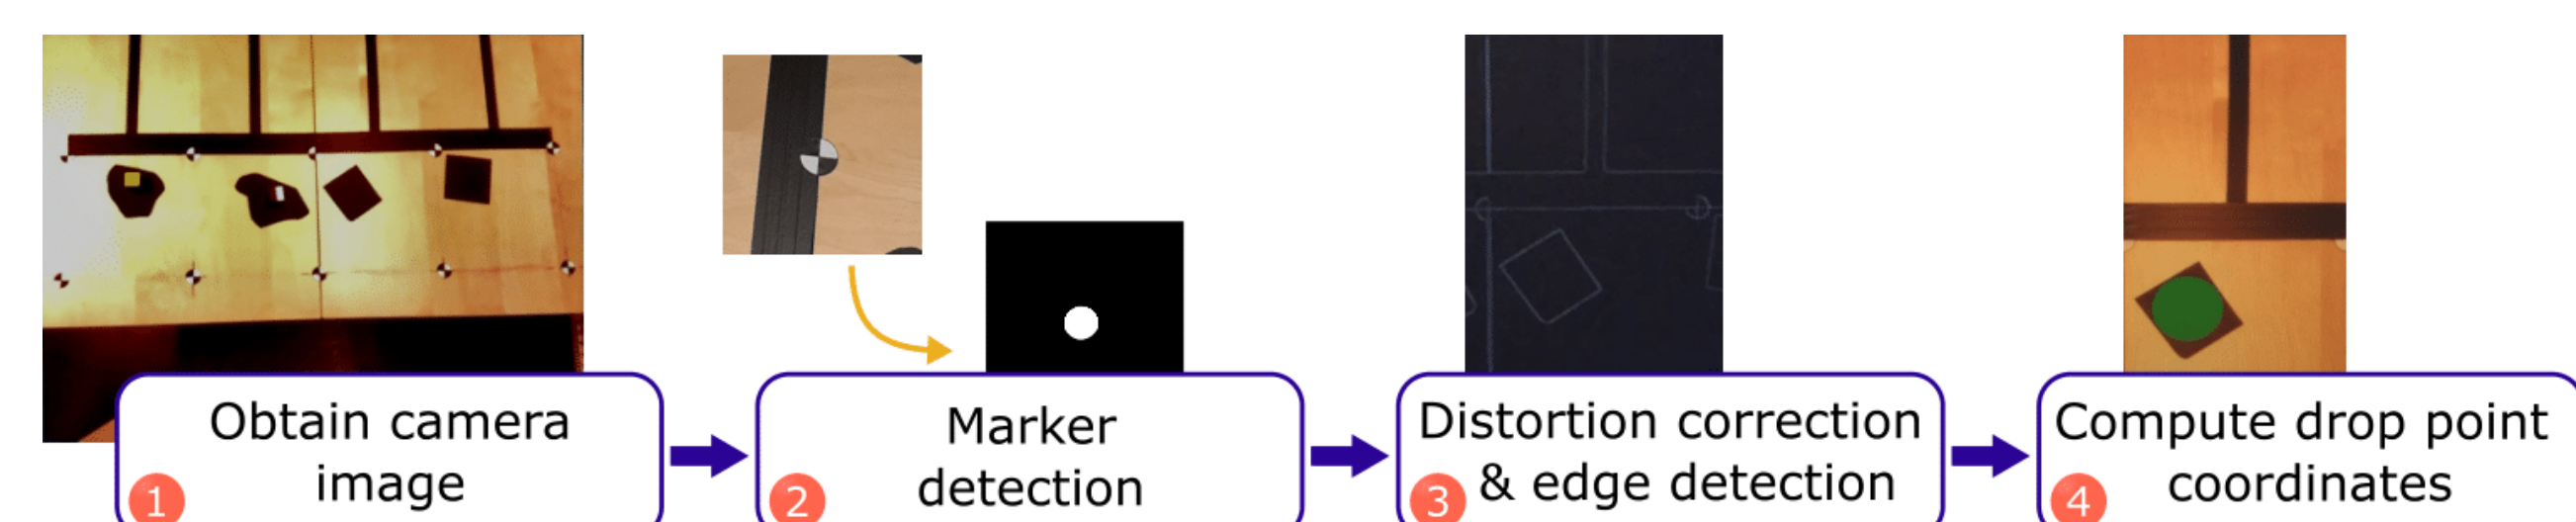 Obtain camera
image
1
Marker
detection
2
Distortion correction
& edge detection
3
Compute drop point
coordinates
4